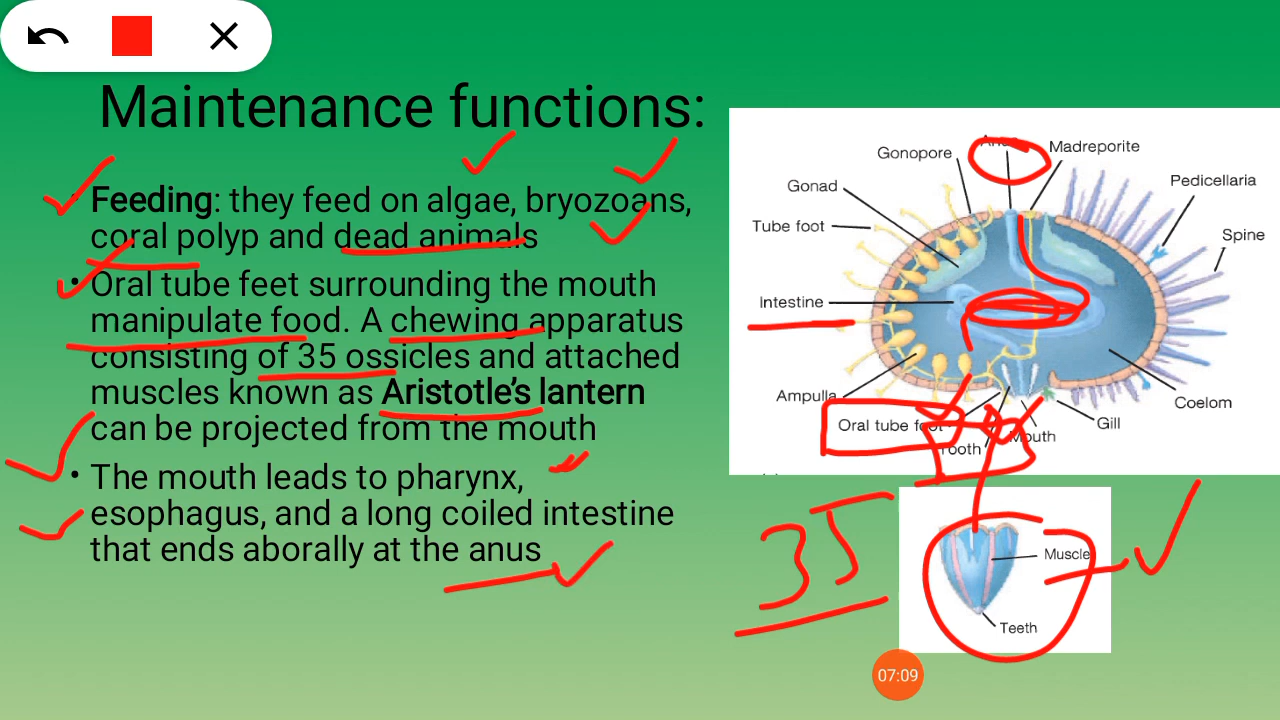 Maintenance functions:
• Feeding: they feed on algae, bryozoans,
coral polyp and dead animals
• Oral tube feet surrounding the mouth
manipulate food. A chewing apparatus
consisting of 35 ossicles and attached
muscles known as Aristotle's lantern
can be projected from the mouth
• The mouth leads to pharynx,
esophagus, and a long coiled intestine
that ends aborally at the anus
Gonopore
Madreporite
Gonad
Pedicellaria
Tube foot
Spine
Intestine
Ampulla
Coelom
Oral tube foot
Gill
Mouth
Tooth
35
Muscle
Teeth
07:09